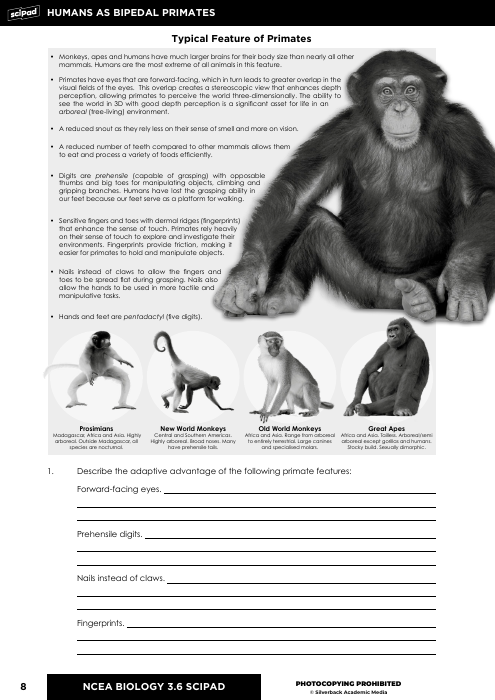 scipad HUMANS AS BIPEDAL PRIMATES
Typical Feature of Primates
• Monkeys, apes and humans have much larger brains for their body size than nearly all other
mammals. Humans are the most extreme of all animals in this feature.
• Primates have eyes that are forward-facing, which in turn leads to greater overlap in the
visual fields of the eyes. This overlap creates a stereoscopic view that enhances depth
perception, allowing primates to perceive the world three-dimensionally. The ability to
see the world in 3D with good depth perception is a significant asset for life in an
arboreal (tree-living) environment.
• A reduced snout as they rely less on their sense of smell and more on vision.
• A reduced number of teeth compared to other mammals allows them
to eat and process a variety of foods efficiently.
• Digits are prehensile (capable of grasping) with opposable
thumbs and big toes for manipulating objects, climbing and
gripping branches. Humans have lost the grasping ability in
our feet because our feet serve as a platform for walking.
• Sensitive fingers and toes with dermal ridges (fingerprints)
that enhance the sense of touch. Primates rely heavily
on their sense of touch to explore and investigate their
environments. Fingerprints provide friction, making it
easier for primates to hold and manipulate objects.
• Nails instead of claws to allow the fingers and
toes to be spread flat during grasping. Nails also
allow the hands to be used in more tactile and
manipulative tasks.
• Hands and feet are pentadactyl (five digits).
Prosimians
Madagascar, Africa and Asia. Highly
arboreal. Outside Madagascar, all
species are nocturnal.
New World Monkeys
Central and Southern Americas.
Highly arboreal. Broad noses. Many
have prehensile tails.
Old World Monkeys
Africa and Asia. Range from arboreal
to entirely terrestrial. Large canines
and specialised molars.
Great Apes
Africa and Asia. Tailless. Arboreal/semi
arboreal except gorillas and humans.
Stocky build. Sexually dimorphic.
1. Describe the adaptive advantage of the following primate features:
Forward-facing eyes.
Prehensile digits.
Nails instead of claws.
Fingerprints.
8 NCEA BIOLOGY 3.6 SCIPAD
PHOTOCOPYING PROHIBITED
© Silverback Academic Media